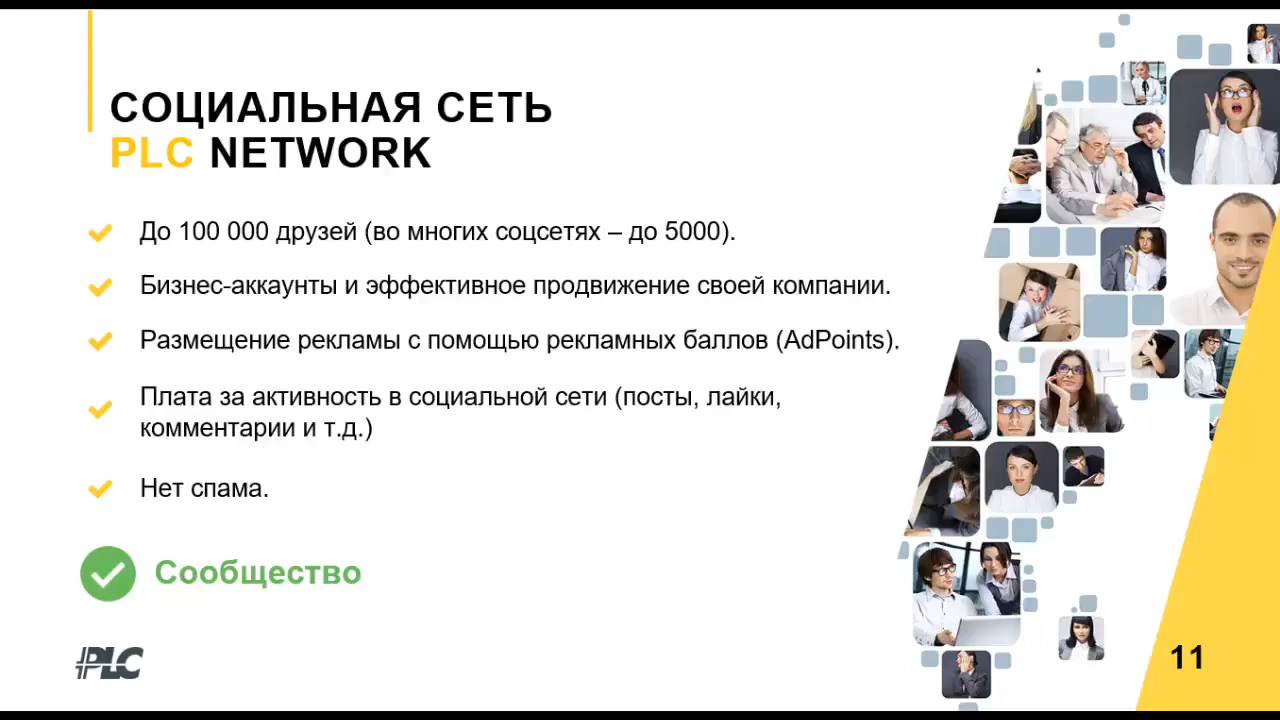 СОЦИАЛЬНАЯ СЕТЬ
PLC NETWORK
До 100 000 друзей (во многих соцсетях – до 5000).
Бизнес-аккаунты и эффективное продвижение своей компании.
Размещение рекламы с помощью рекламных баллов (AdPoints).
Плата за активность в социальной сети (посты, лайки,
комментарии и т.д.)
Нет спама.
Сообщество
PLC
11